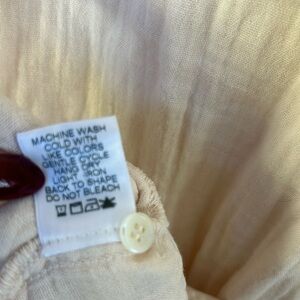 MACHINE WASH
COLD WITH
LIKE COLORS
GENTLE CYCLE
HANG DRY
LIGHT IRON
BACK TO SHAPE
DO NOT BLEACH